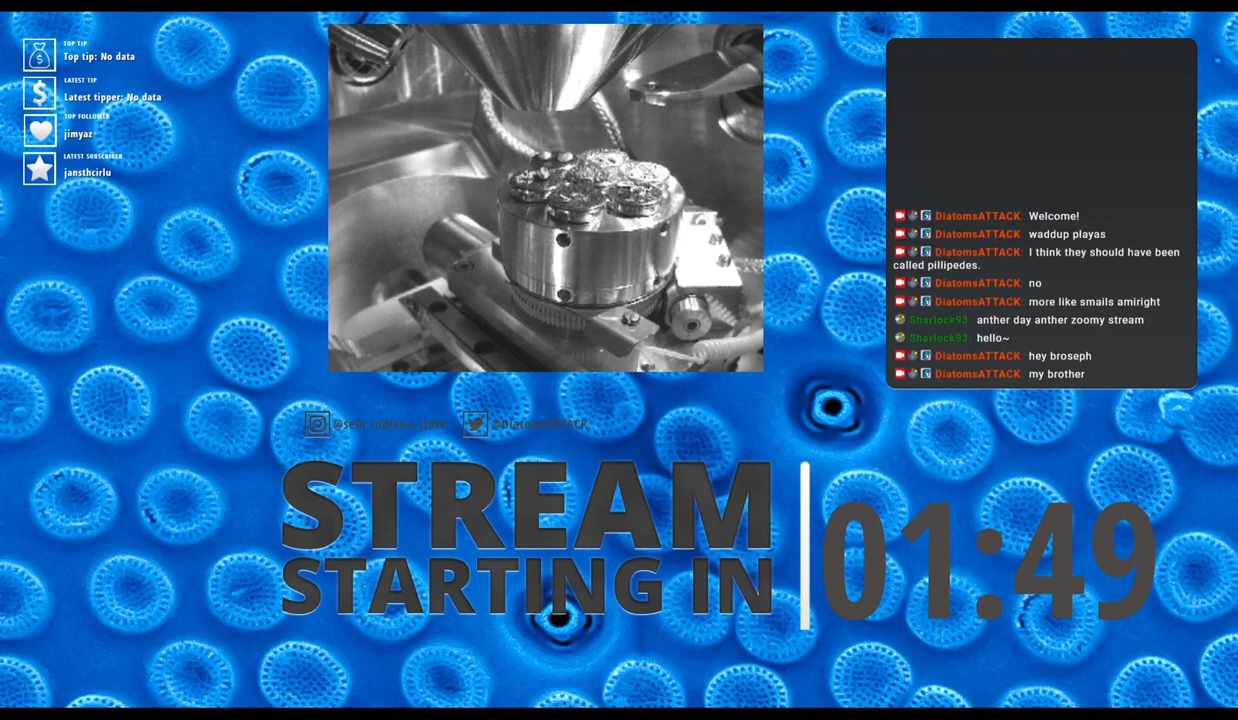 TOP TIP
Top tip: No data
LATEST TIP
Latest tipper: No data
TOP FOLLOWER
jimyaz
LATEST SUBSCRIBER
jansthcirlu
DiatomsATTACK: Welcome!
DiatomsATTACK: waddup playas
DiatomsATTACK: I think they should have been
called pillipedes.
DiatomsATTACK: no
DiatomsATTACK: more like smails amiright
Sharlock93: anther day anther zoomy stream
Sharlock93: hello~
DiatomsATTACK: hey broseph
DiatomsATTACK: my brother
@sem_indiana_state @DiatomsATTACK
STREAM
STARTING IN
01:49